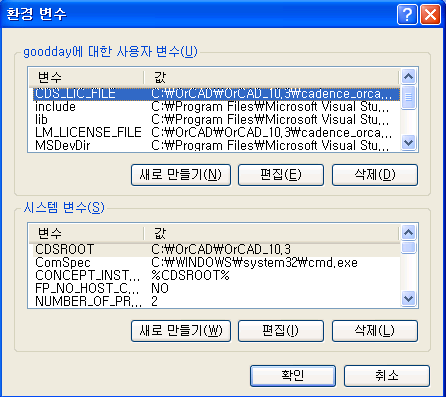 환경 변수
goodday에 대한 사용자 변수(U)
변수 값
CDS_LIC_FILE C:₩OrCAD₩OrCAD_10.3₩cadence_orca...
include C:₩Program Files₩Microsoft Visual Stu...
lib C:₩Program Files₩Microsoft Visual Stu...
LM_LICENSE_FILE C:₩OrCAD₩OrCAD_10.3₩cadence_orca...
MSDevDir C:₩Program Files₩Microsoft Visual Stu...
새로 만들기(N) 편집(E) 삭제(D)
시스템 변수(S)
변수 값
CDSROOT C:₩OrCAD₩OrCAD_10.3
ComSpec C:₩WINDOWS₩system32₩cmd.exe
CONCEPT_INST... %CDSROOT%
FP_NO_HOST_C... NO
NUMBER_OF_PR... 2
새로 만들기(W) 편집(I) 삭제(L)
확인 취소